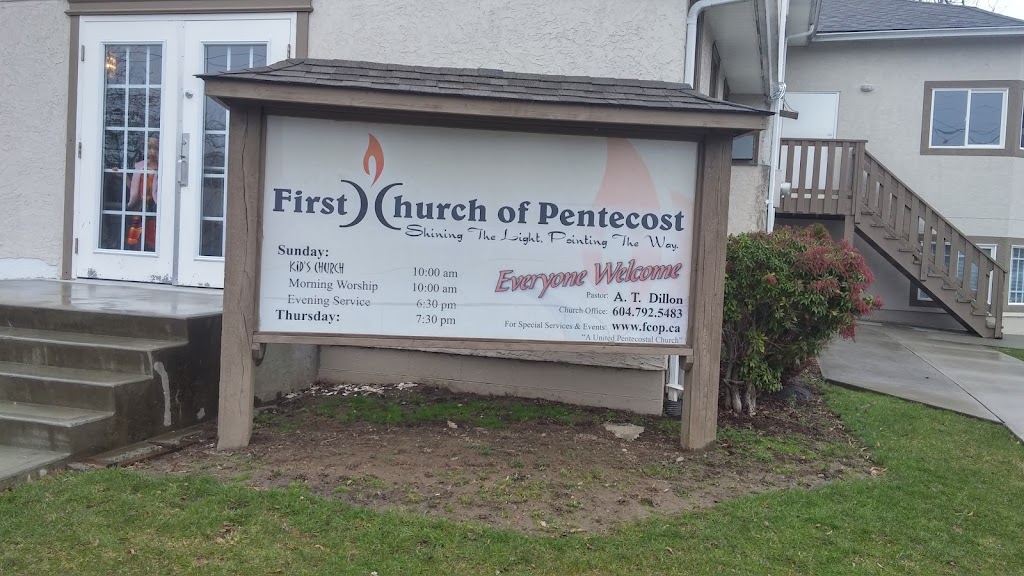 First Church of Pentecost
Shining The Light, Pointing The Way.
Sunday:
KID'S CHURCH 10:00 am
Morning Worship 10:00 am
Evening Service 6:30 pm
Thursday: 7:30 pm
Everyone Welcome
Pastor: A. T. Dillon
Church Office: 604.792.5483
For Special Services & Events: www.fcop.ca
"A United Pentecostal Church"